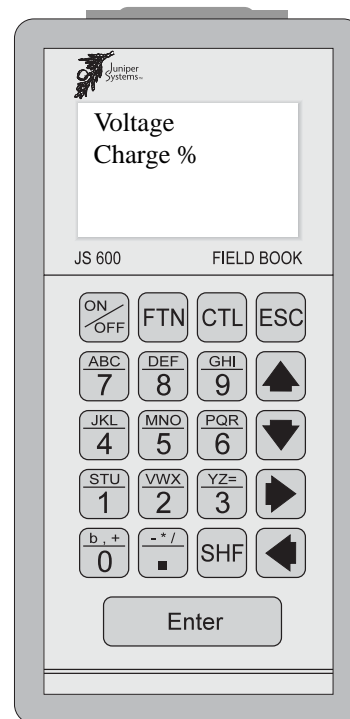 Juniper
Systems™
Voltage
Charge %
JS 600 FIELD BOOK
ON/OFF FTN CTL ESC
ABC DEF GHI
7 8 9
JKL MNO PQR
4 5 6
STU VWX YZ=
1 2 3
b , + - * /
0 . SHF
Enter